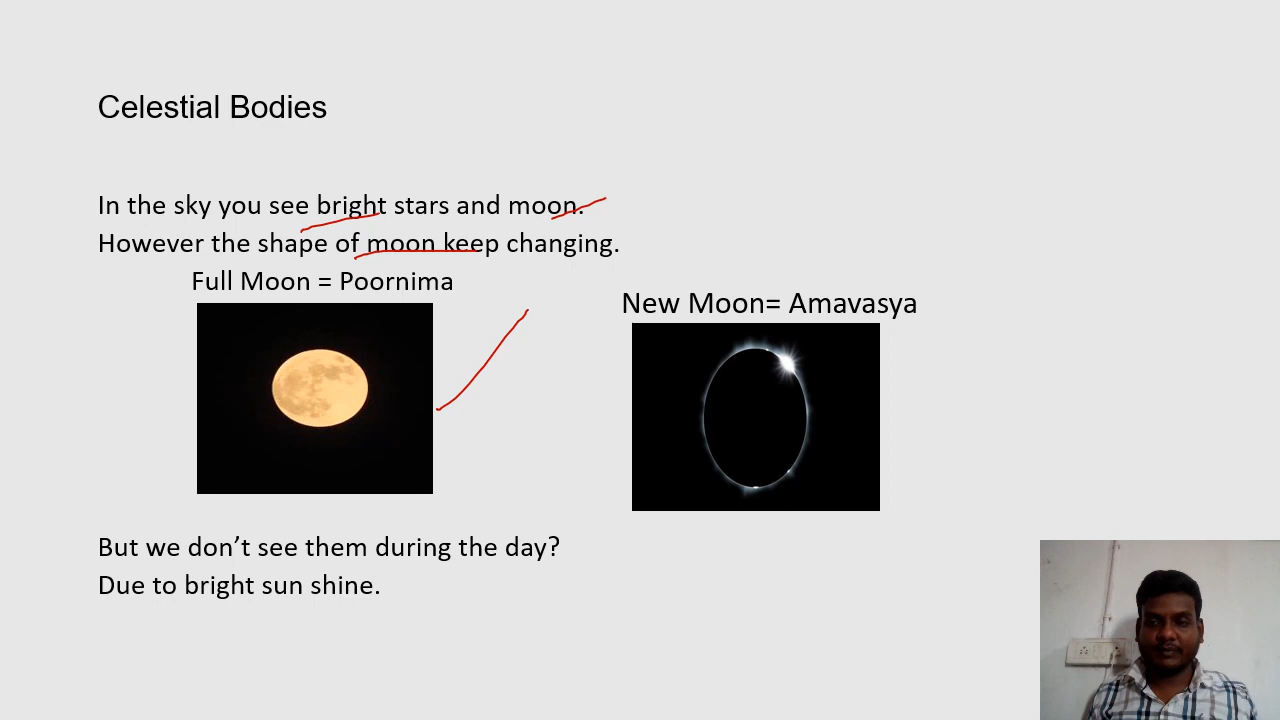 Celestial Bodies
In the sky you see bright stars and moon.
However the shape of moon keep changing.
Full Moon = Poornima
New Moon= Amavasya
But we don’t see them during the day?
Due to bright sun shine.